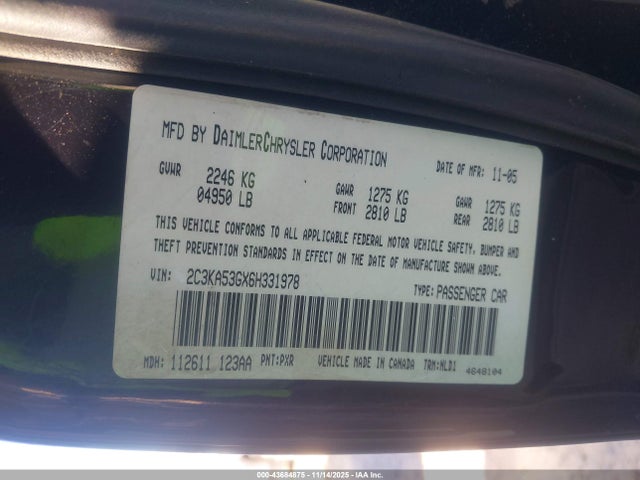 MFD BY DAIMLERCHRYSLER CORPORATION DATE OF MFR: 11-05
GVWR 2246 KG GAWR 1275 KG GAWR 1275 KG
04950 LB FRONT 2810 LB REAR 2810 LB
THIS VEHICLE CONFORMS TO ALL APPLICABLE FEDERAL MOTOR VEHICLE SAFETY, BUMPER AND
THEFT PREVENTION STANDARDS IN EFFECT ON THE DATE OF MANUFACTURE SHOWN ABOVE.
VIN: 2C3KA53GX6H331978 TYPE: PASSENGER CAR
MDH: 112611 123AA PNT: PXR VEHICLE MADE IN CANADA TRM: NLD1 4648104
000-43684875 - 11/14/2025 - IAA Inc.